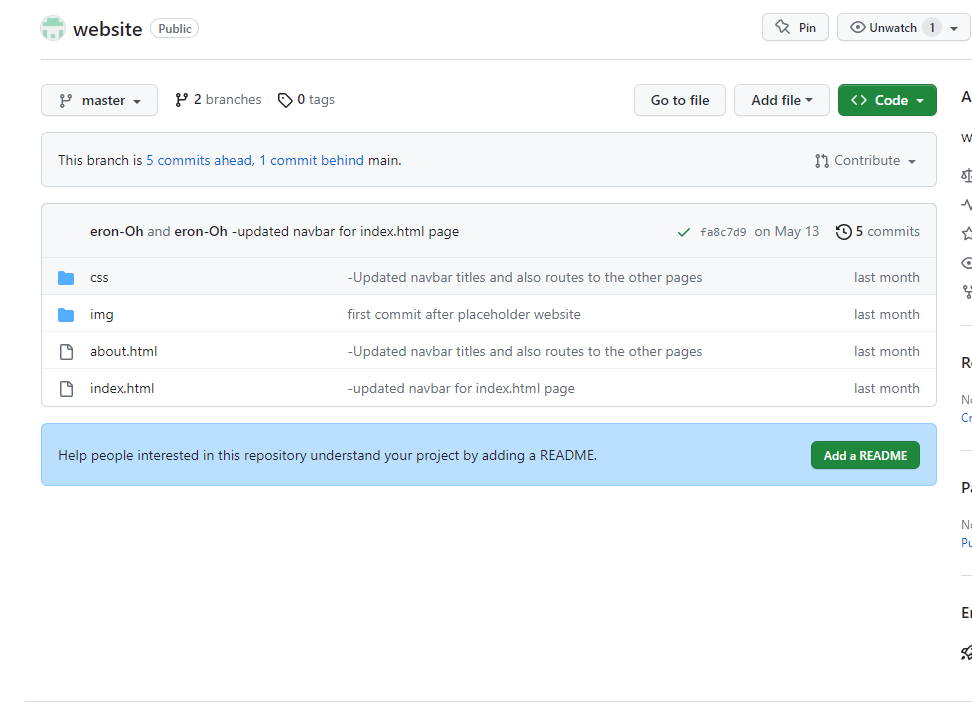 website Public Pin Unwatch 1
master 2 branches 0 tags Go to file Add file Code
This branch is 5 commits ahead, 1 commit behind main. Contribute
eron-Oh and eron-Oh -updated navbar for index.html page fa8c7d9 on May 13 5 commits
css -Updated navbar titles and also routes to the other pages last month
img first commit after placeholder website last month
about.html -Updated navbar titles and also routes to the other pages last month
index.html -updated navbar for index.html page last month
Help people interested in this repository understand your project by adding a README. Add a README